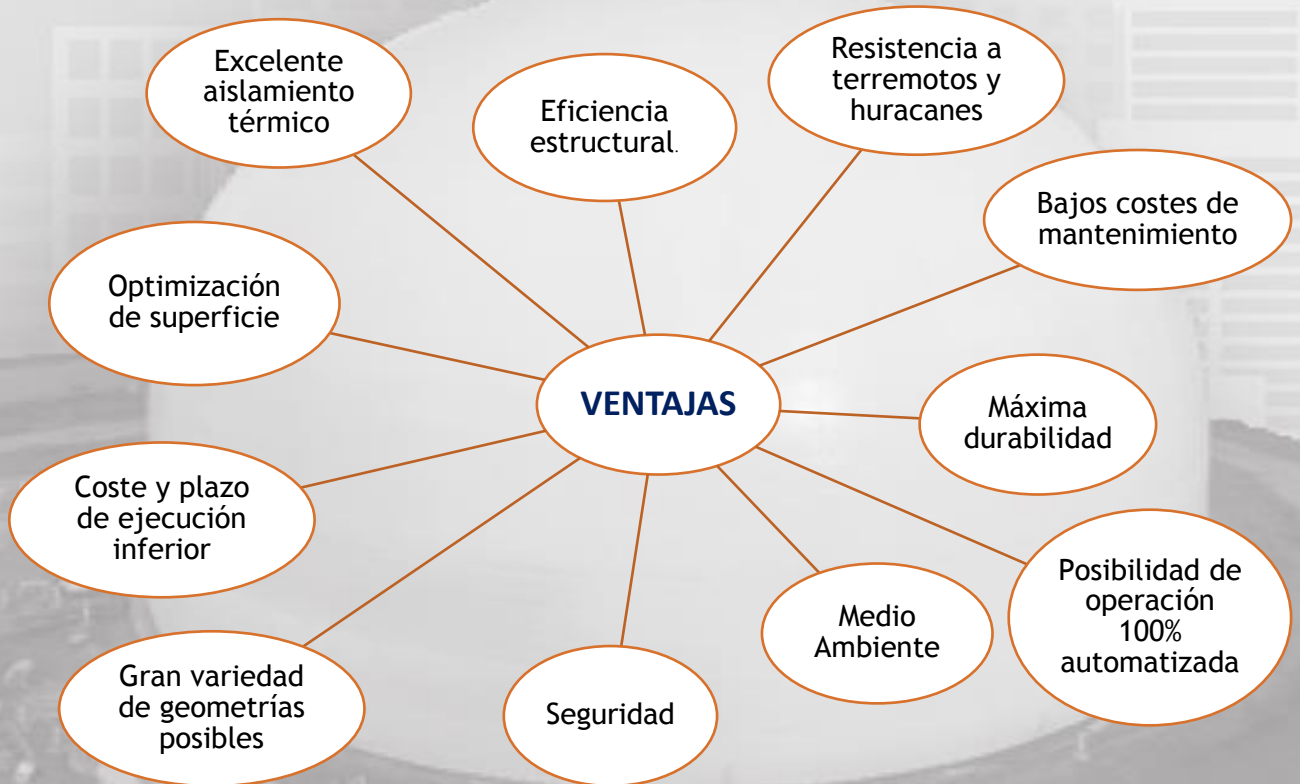 Excelente
aislamiento
térmico
Eficiencia
estructural.
Resistencia a
terremotos y
huracanes
Bajos costes de
mantenimiento
Optimización
de superficie
VENTAJAS
Máxima
durabilidad
Coste y plazo
de ejecución
inferior
Posibilidad de
operación
100%
automatizada
Medio
Ambiente
Gran variedad
de geometrías
posibles
Seguridad